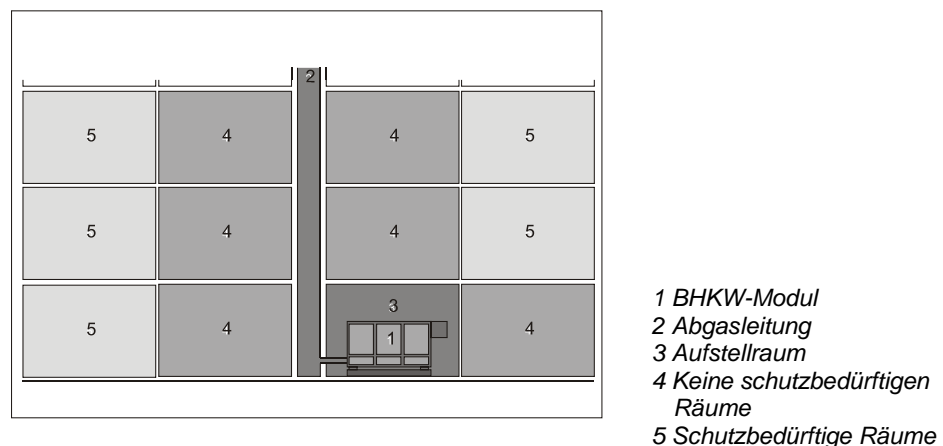 2
5 4 4 5
5 4 4 5
3
5 4 1 4
1 BHKW-Modul
2 Abgasleitung
3 Aufstellraum
4 Keine schutzbedürftigen
Räume
5 Schutzbedürftige Räume